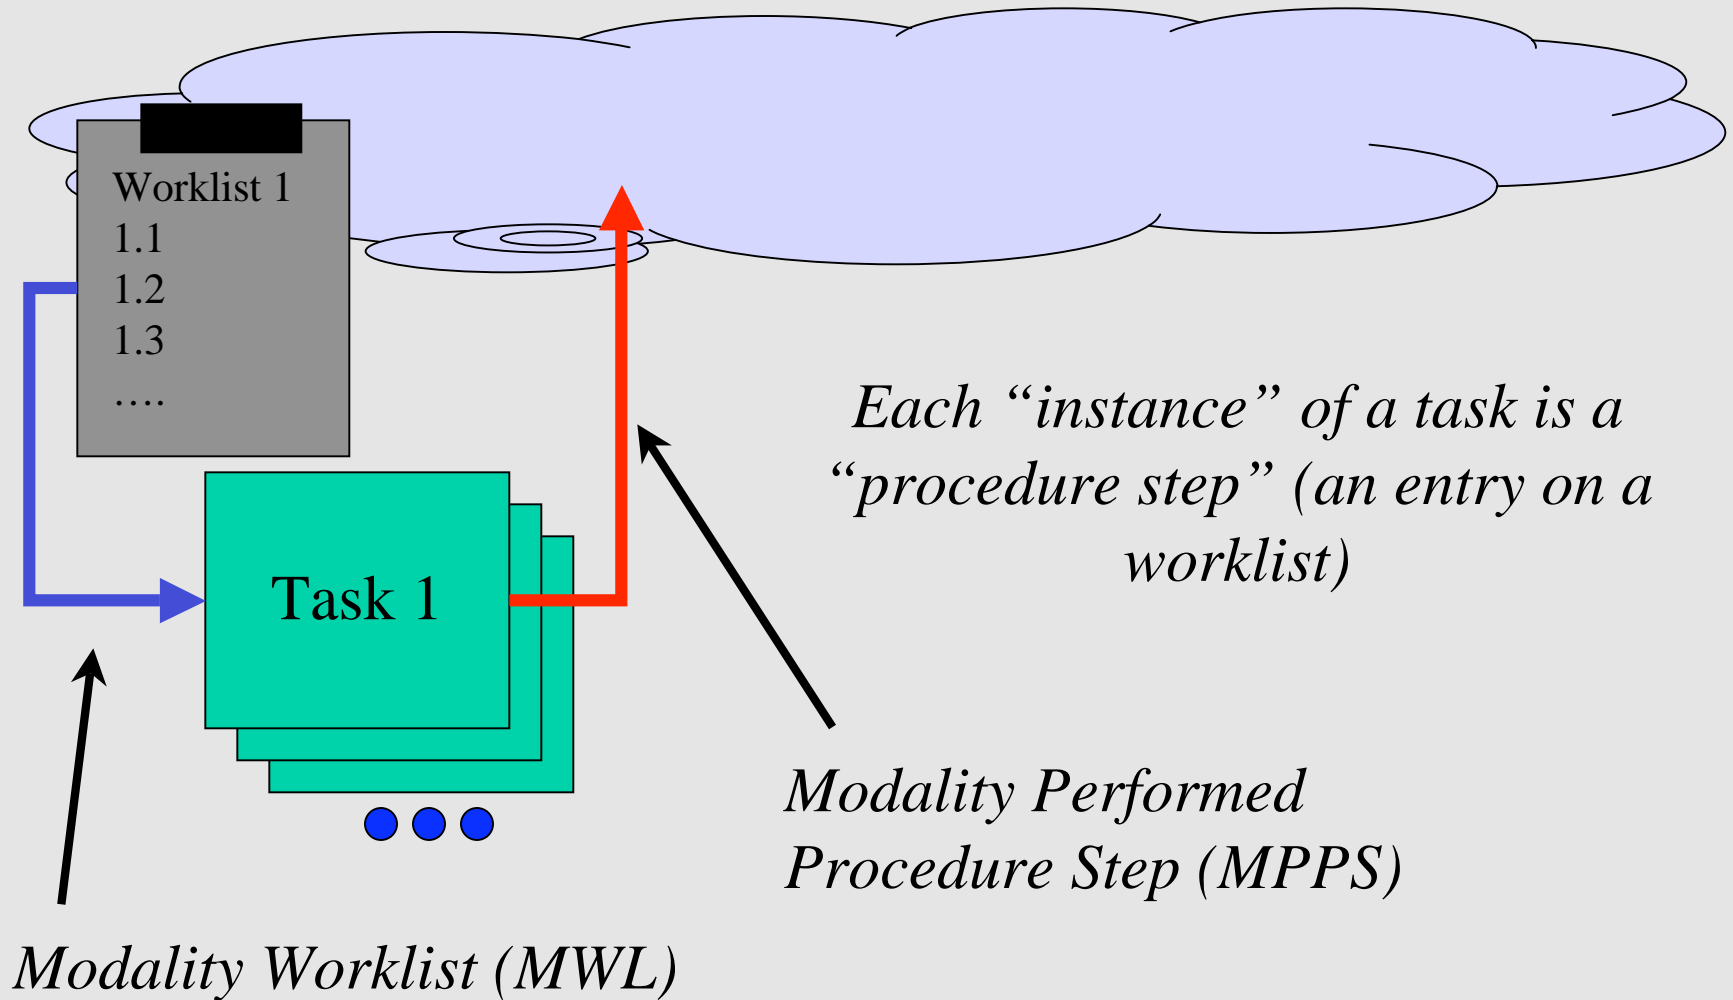 Worklist 1
1.1
1.2
1.3
….
Each “instance” of a task is a
“procedure step” (an entry on a
worklist)
Task 1
Modality Performed
Procedure Step (MPPS)
Modality Worklist (MWL)